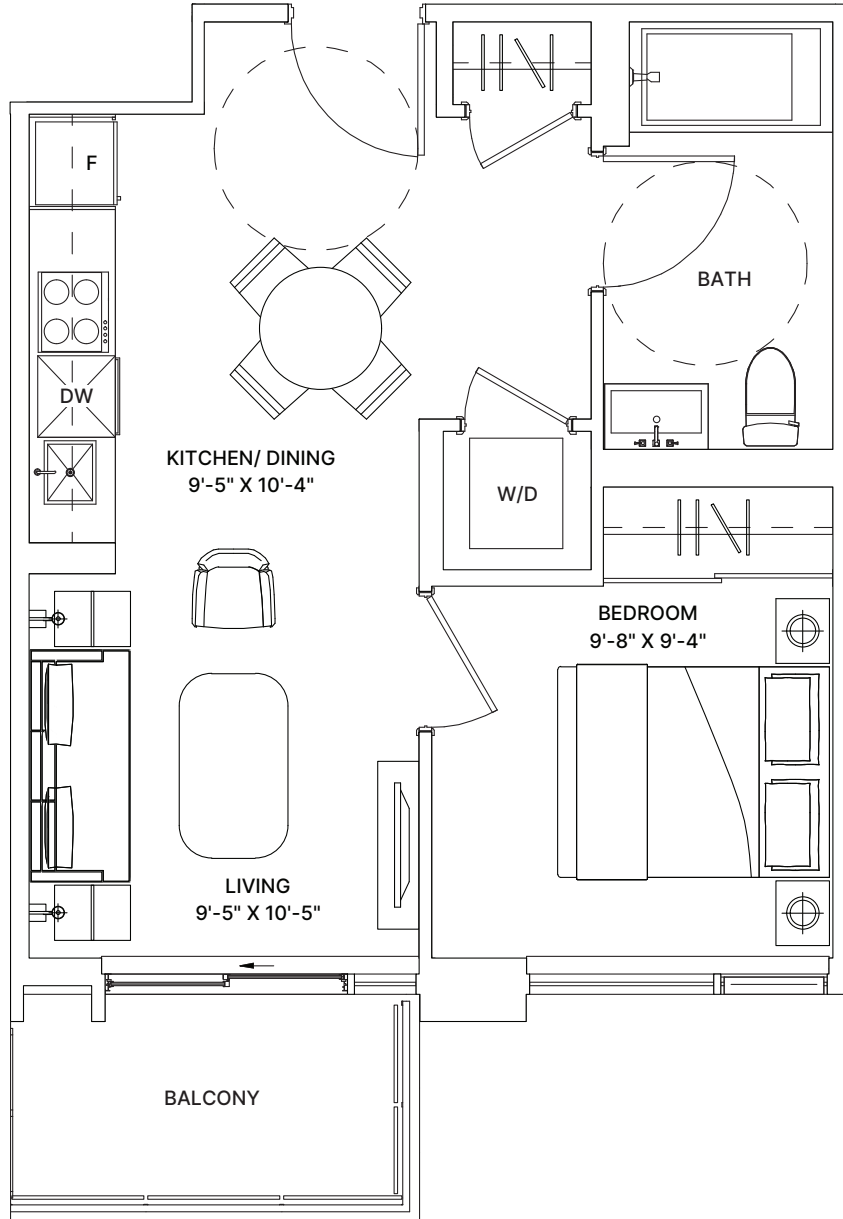 F
BATH
DW
KITCHEN/ DINING
9'-5" X 10'-4"
W/D
BEDROOM
9'-8" X 9'-4"
LIVING
9'-5" X 10'-5"
BALCONY